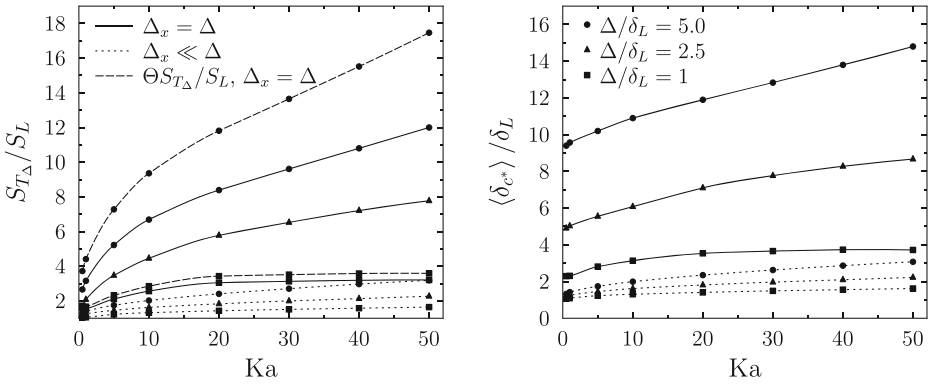 18
16
14
12
10
8
6
4
2
S_{T_Δ}/S_L
Δ_x = Δ
Δ_x ≪ Δ
ΘS_{T_Δ}/S_L, Δ_x = Δ
0 10 20 30 40 50
Ka
16
14
12
10
8
6
4
2
0
⟨δ_{c*}⟩/δ_L
Δ/δ_L = 5.0
Δ/δ_L = 2.5
Δ/δ_L = 1
0 10 20 30 40 50
Ka